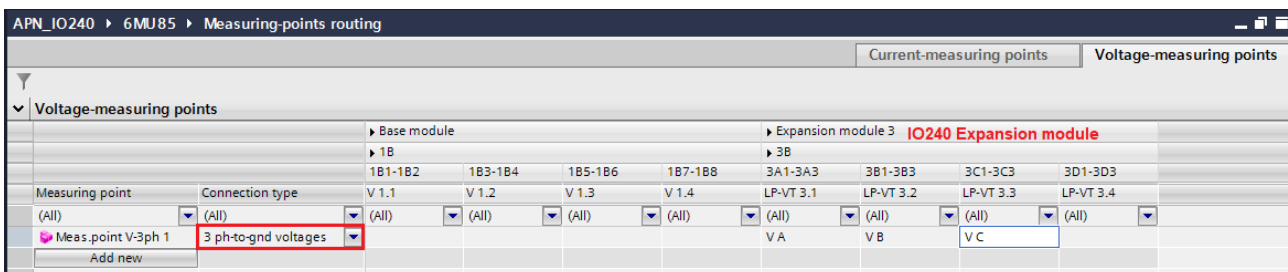 APN_IO240 ▸ 6MU85 ▸ Measuring-points routing
Current-measuring points Voltage-measuring points
Voltage-measuring points
Base module Expansion module 3 IO240 Expansion module
1B 3B
1B1-1B2 1B3-1B4 1B5-1B6 1B7-1B8 3A1-3A3 3B1-3B3 3C1-3C3 3D1-3D3
Measuring point Connection type V 1.1 V 1.2 V 1.3 V 1.4 LP-VT 3.1 LP-VT 3.2 LP-VT 3.3 LP-VT 3.4
(All) (All) (All) (All) (All) (All) (All) (All) (All) (All)
Meas.point V-3ph 1 3 ph-to-gnd voltages V A V B V C
Add new